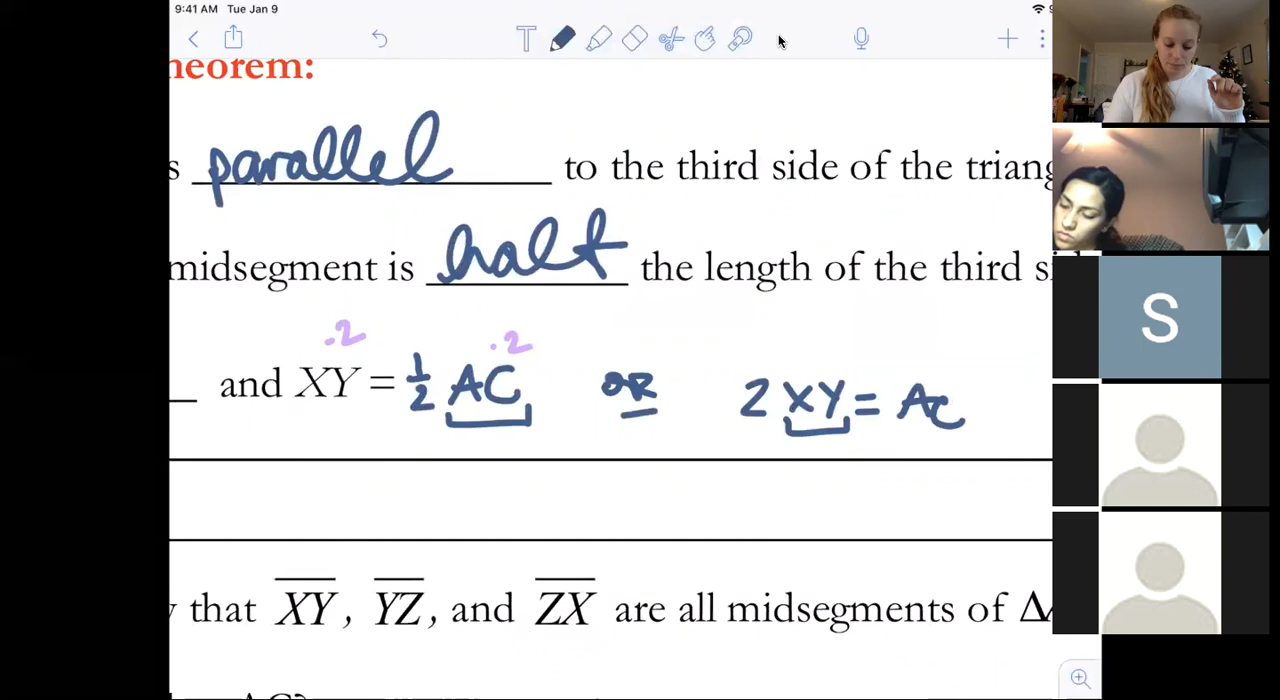 9:41 AM Tue Jan 9
heorem:
s parallel to the third side of the triang
midsegment is half the length of the third si
.2 .2
and XY = 1/2 AC OR 2 XY = AC
that XY, YZ, and ZX are all midsegments of Δ
S